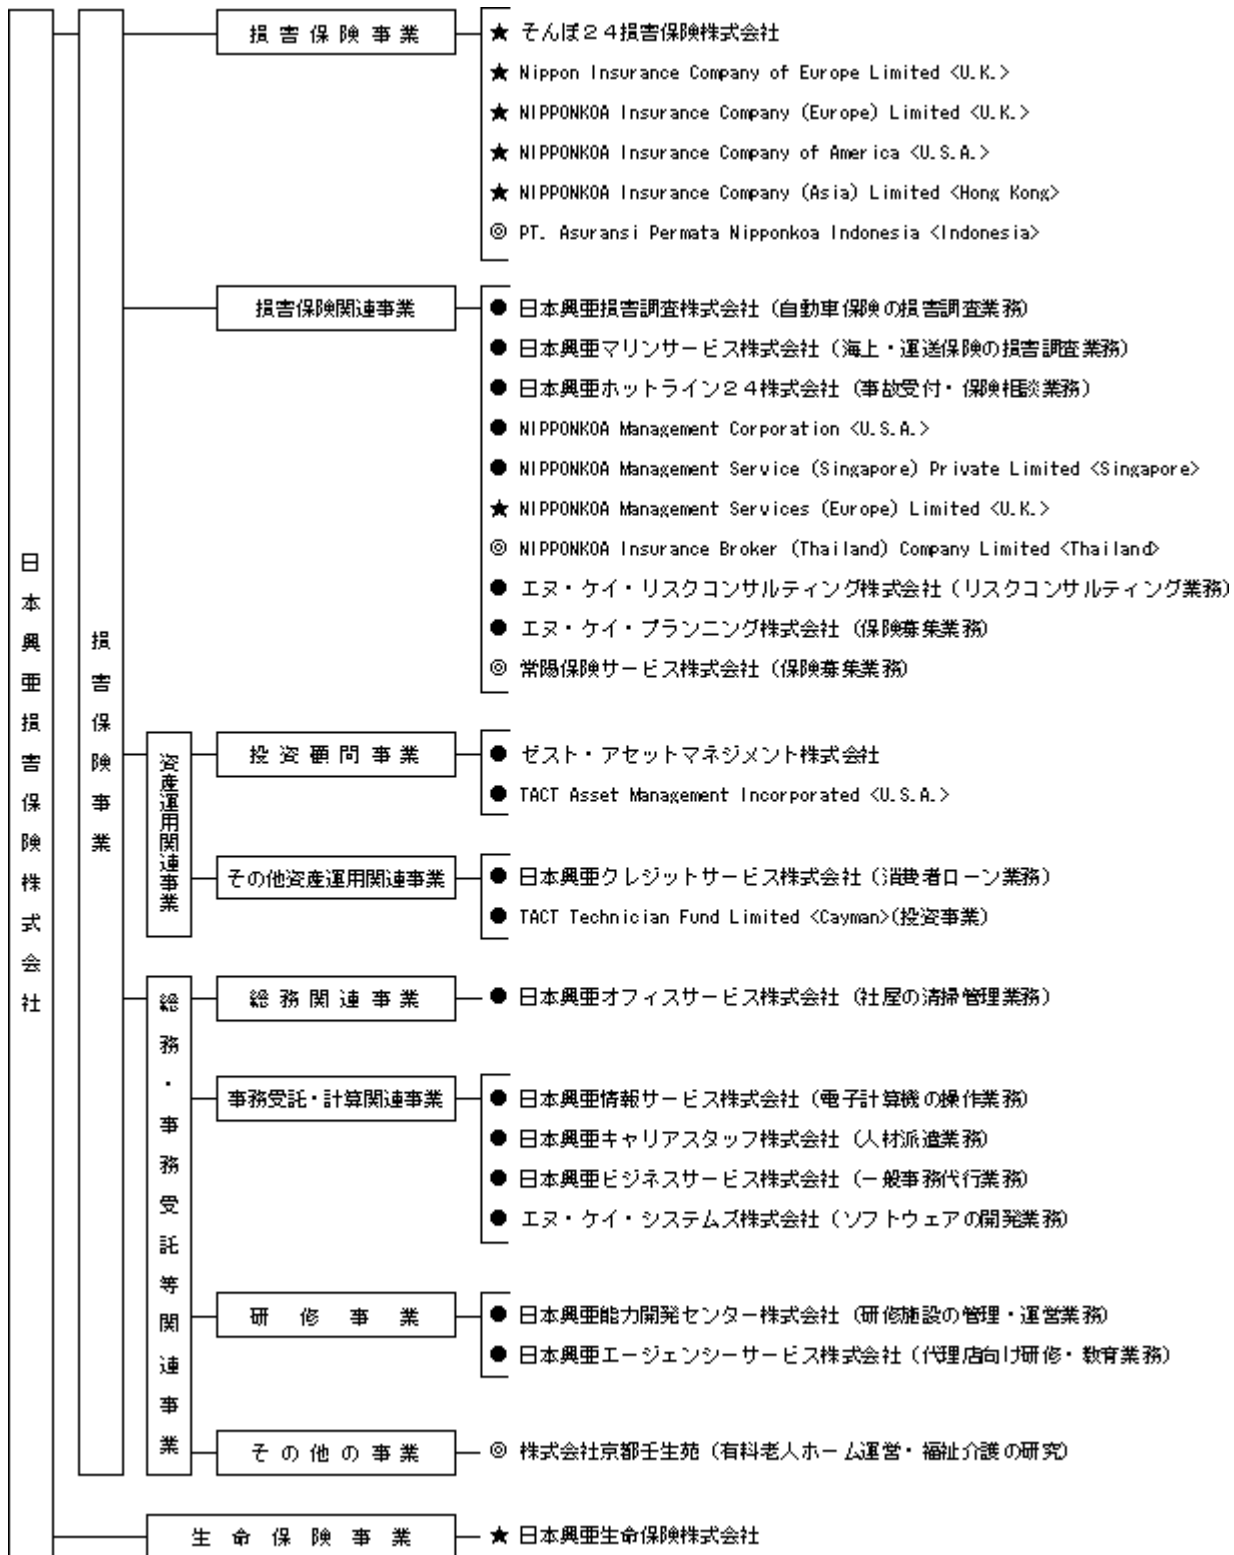 日本興亜損害保険株式会社
損害保険事業
損害保険事業
★ そんぽ２４損害保険株式会社
★ Nippon Insurance Company of Europe Limited <U.K.>
★ NIPPONKOA Insurance Company (Europe) Limited <U.K.>
★ NIPPONKOA Insurance Company of America <U.S.A.>
★ NIPPONKOA Insurance Company (Asia) Limited <Hong Kong>
◎ PT. Asuransi Permata Nipponkoa Indonesia <Indonesia>
損害保険関連事業
● 日本興亜損害調査株式会社（自動車保険の損害調査業務）
● 日本興亜マリンサービス株式会社（海上・運送保険の損害調査業務）
● 日本興亜ホットライン２４株式会社（事故受付・保険相談業務）
● NIPPONKOA Management Corporation <U.S.A.>
● NIPPONKOA Management Service (Singapore) Private Limited <Singapore>
★ NIPPONKOA Management Services (Europe) Limited <U.K.>
◎ NIPPONKOA Insurance Broker (Thailand) Company Limited <Thailand>
● エヌ・ケイ・リスクコンサルティング株式会社（リスクコンサルティング業務）
● エヌ・ケイ・プランニング株式会社（保険募集業務）
◎ 常陽保険サービス株式会社（保険募集業務）
資産運用関連事業
投資顧問事業
● ゼスト・アセットマネジメント株式会社
● TACT Asset Management Incorporated <U.S.A.>
その他資産運用関連事業
● 日本興亜クレジットサービス株式会社（消費者ローン業務）
● TACT Technician Fund Limited <Cayman>(投資事業）
総務・事務受託等関連事業
総務関連事業
● 日本興亜オフィスサービス株式会社（社屋の清掃管理業務）
事務受託・計算関連事業
● 日本興亜情報サービス株式会社（電子計算機の操作業務）
● 日本興亜キャリアスタッフ株式会社（人材派遣業務）
● 日本興亜ビジネスサービス株式会社（一般事務代行業務）
● エヌ・ケイ・システムズ株式会社（ソフトウェアの開発業務）
研修事業
● 日本興亜能力開発センター株式会社（研修施設の管理・運営業務）
● 日本興亜エージェンシーサービス株式会社（代理店向け研修・教育業務）
その他の事業
◎ 株式会社京都壬生苑（有料老人ホーム運営・福祉介護の研究）
生命保険事業
★ 日本興亜生命保険株式会社